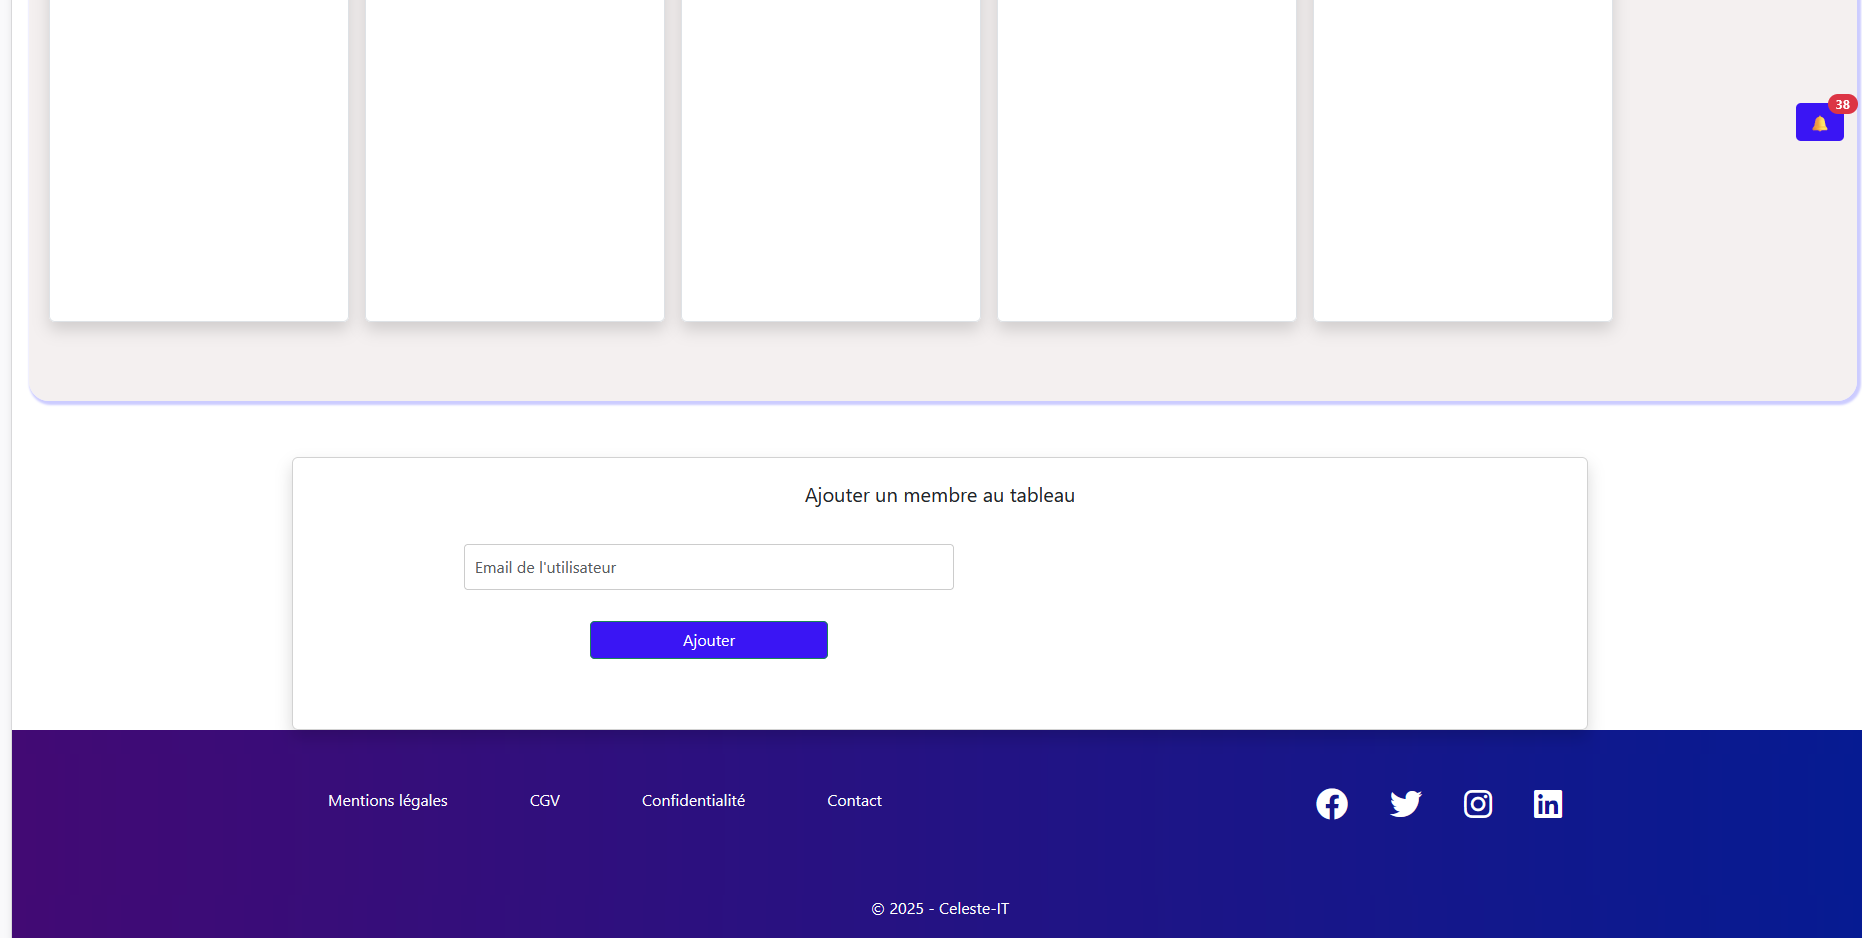 38
Ajouter un membre au tableau
Email de l'utilisateur
Ajouter
Mentions légales CGV Confidentialité Contact
© 2025 - Celeste-IT